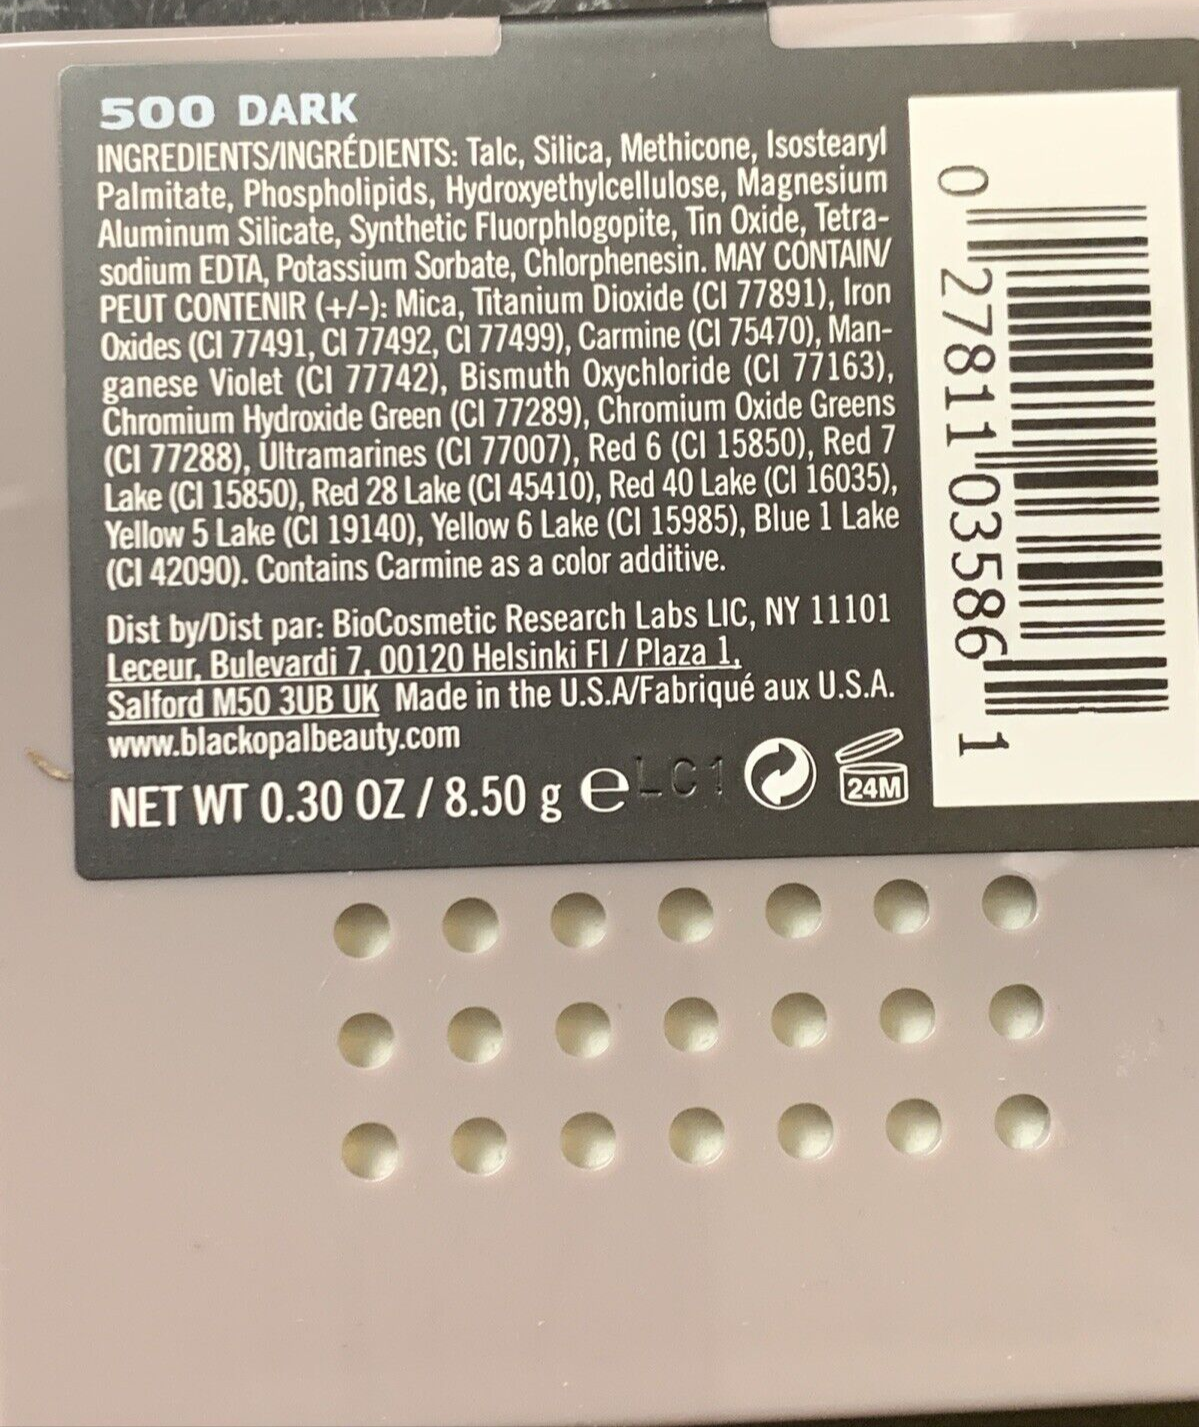 500 DARK
INGREDIENTS/INGRÉDIENTS: Talc, Silica, Methicone, Isostearyl
Palmitate, Phospholipids, Hydroxyethylcellulose, Magnesium
Aluminum Silicate, Synthetic Fluorphlogopite, Tin Oxide, Tetra-
sodium EDTA, Potassium Sorbate, Chlorphenesin. MAY CONTAIN/
PEUT CONTENIR (+/-): Mica, Titanium Dioxide (CI 77891), Iron
Oxides (CI 77491, CI 77492, CI 77499), Carmine (CI 75470), Man-
ganese Violet (CI 77742), Bismuth Oxychloride (CI 77163),
Chromium Hydroxide Green (CI 77289), Chromium Oxide Greens
(CI 77288), Ultramarines (CI 77007), Red 6 (CI 15850), Red 7
Lake (CI 15850), Red 28 Lake (CI 45410), Red 40 Lake (CI 16035),
Yellow 5 Lake (CI 19140), Yellow 6 Lake (CI 15985), Blue 1 Lake
(CI 42090). Contains Carmine as a color additive.
Dist by/Dist par: BioCosmetic Research Labs LIC, NY 11101
Leceur, Bulevardi 7, 00120 Helsinki FI / Plaza 1,
Salford M50 3UB UK Made in the U.S.A/Fabriqué aux U.S.A.
www.blackopalbeauty.com
NET WT 0.30 OZ / 8.50 g e LC1
24M
0 27811 03586 1